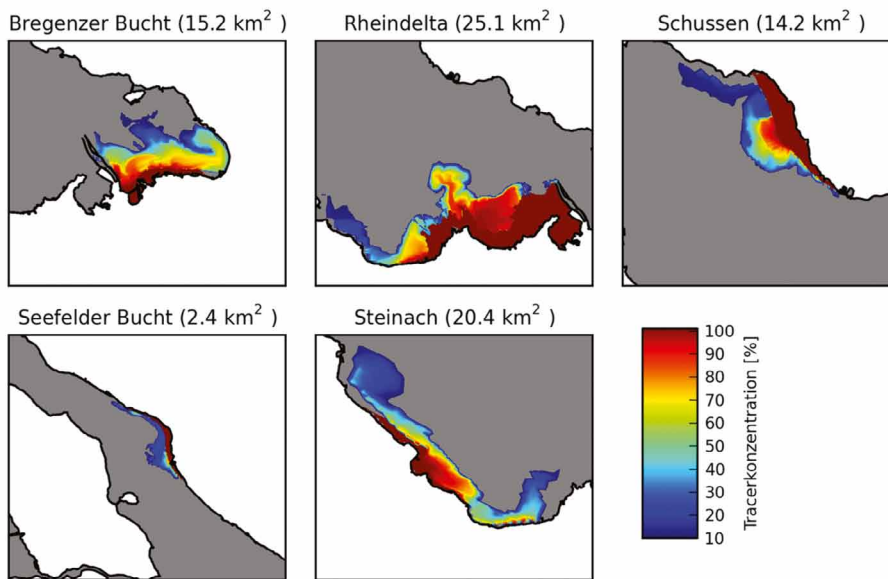 Bregenzer Bucht (15.2 km²)
Rheindelta (25.1 km²)
Schussen (14.2 km²)
Seefelder Bucht (2.4 km²)
Steinach (20.4 km²)
100
90
80
70
60
50
40
30
20
10
Tracerkonzentration [%]